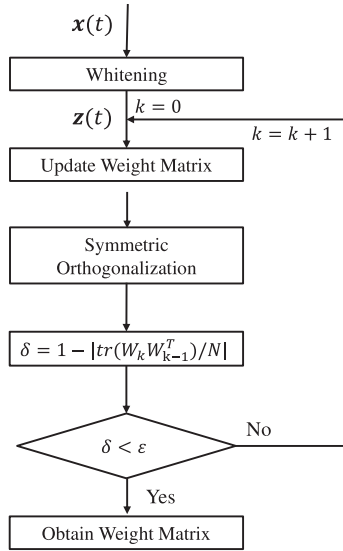 x(t)
Whitening
z(t) k = 0
k = k + 1
Update Weight Matrix
Symmetric
Orthogonalization
δ = 1 − |tr(W_k W_{k−1}^T)/N|
δ < ε
No
Yes
Obtain Weight Matrix